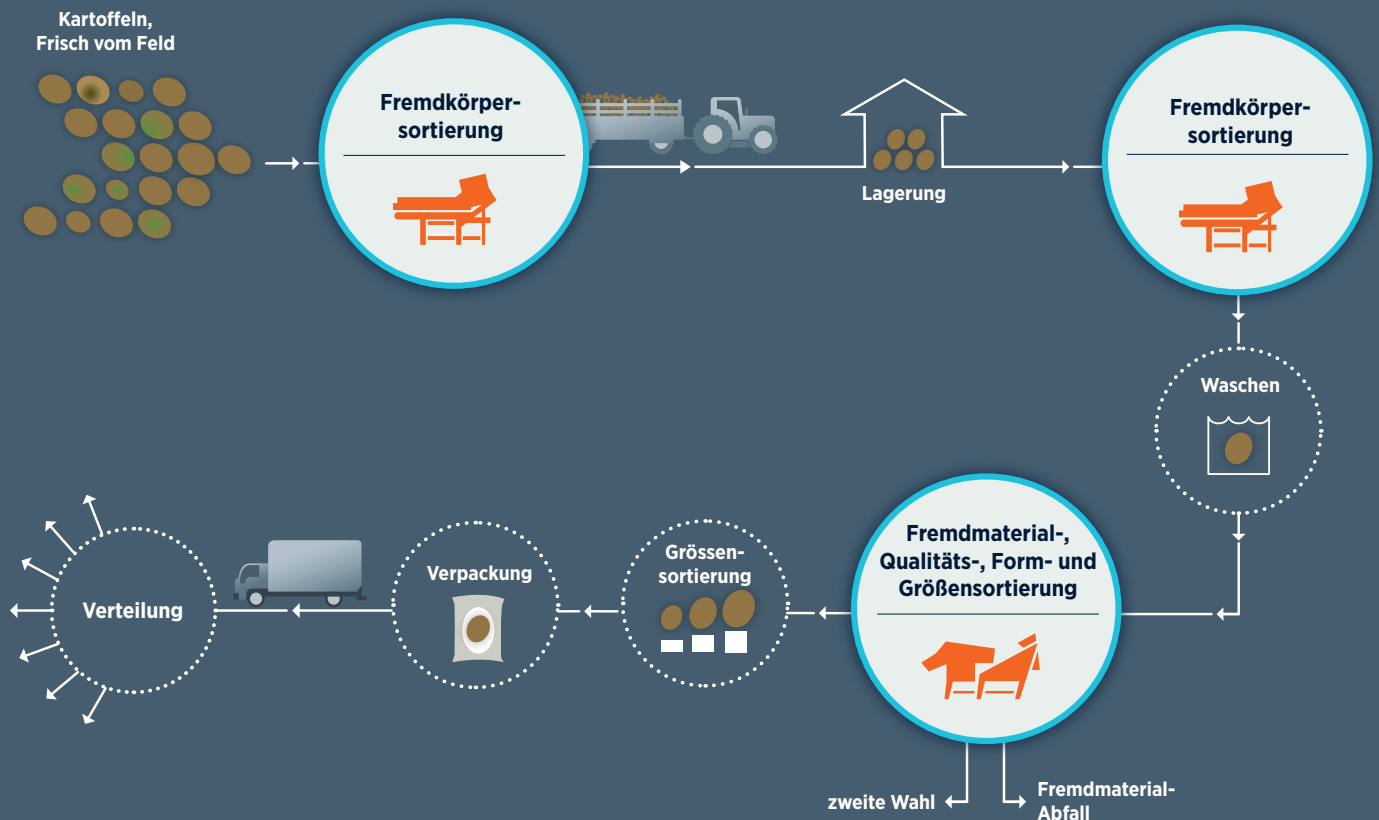 Kartoffeln,
Frisch vom Feld
Fremdkörper-
sortierung
Lagerung
Fremdkörper-
sortierung
Waschen
Fremdmaterial-,
Qualitäts-, Form- und
Größensortierung
Grössen-
sortierung
Verpackung
Verteilung
zweite Wahl
Fremdmaterial-
Abfall